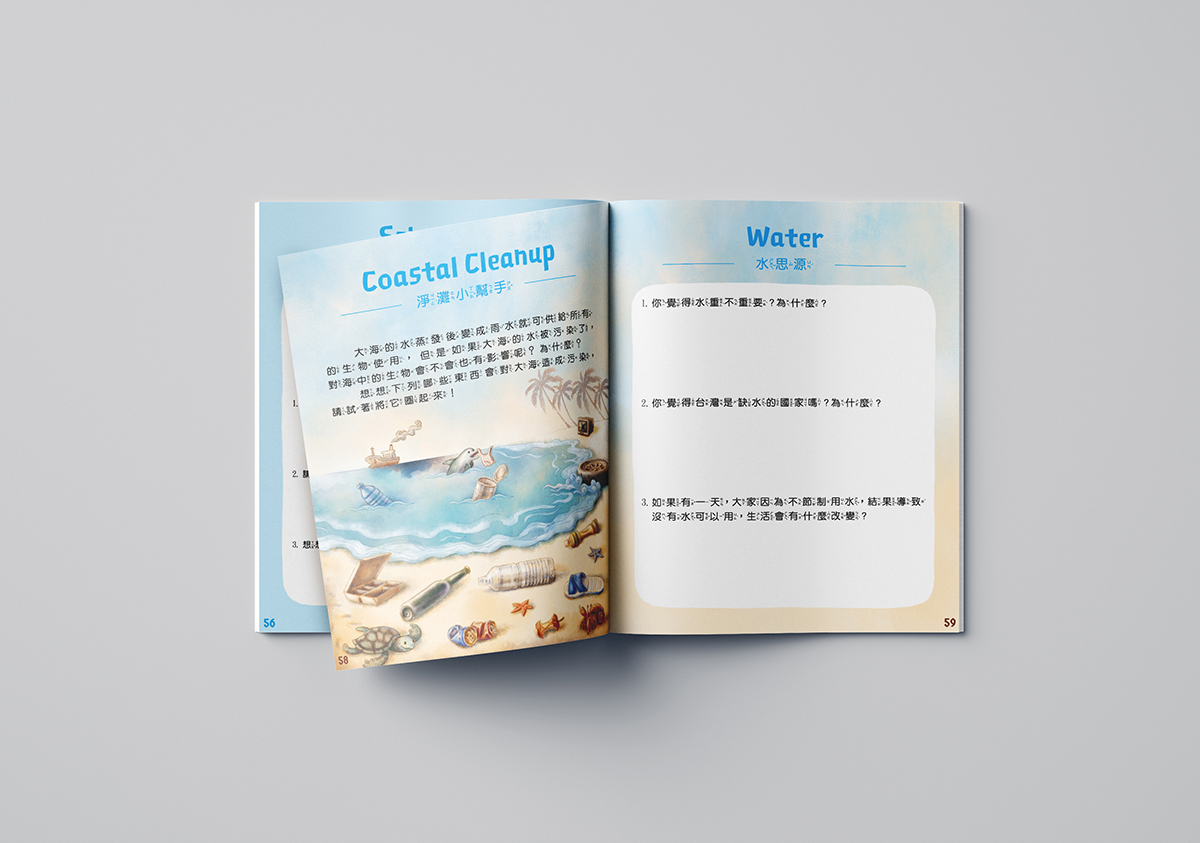 Coastal Cleanup
淨灘小幫手
大海的水蒸發後變成雨水就可供給所有
的生物使用，但是如果大海的水被污染了，
對海中的生物會不會也有影響呢？為什麼？
想想下列哪些東西會對大海造成污染，
請試著將它圈起來！
1.
2.
3. 想
56
58
Water
水思源
1. 你覺得水重不重要？為什麼？
2. 你覺得台灣是缺水的國家嗎？為什麼？
3. 如果有一天，大家因為不節制用水，結果導致
沒有水可以用，生活會有什麼改變？
59